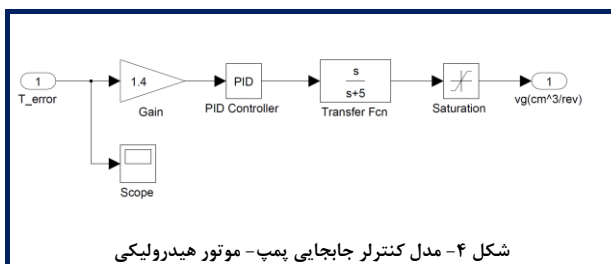 1
T_error
1.4
Gain
PID
PID Controller
s
s+5
Transfer Fcn
Saturation
1
vg(cm^3/rev)
Scope
شکل ۴- مدل کنترلر جابجایی پمپ- موتور هیدرولیکی